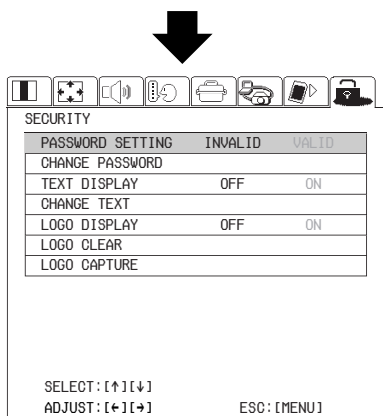 SECURITY
PASSWORD SETTING INVALID VALID
CHANGE PASSWORD
TEXT DISPLAY OFF ON
CHANGE TEXT
LOGO DISPLAY OFF ON
LOGO CLEAR
LOGO CAPTURE
SELECT:[↑][↓]
ADJUST:[←][→] ESC:[MENU]